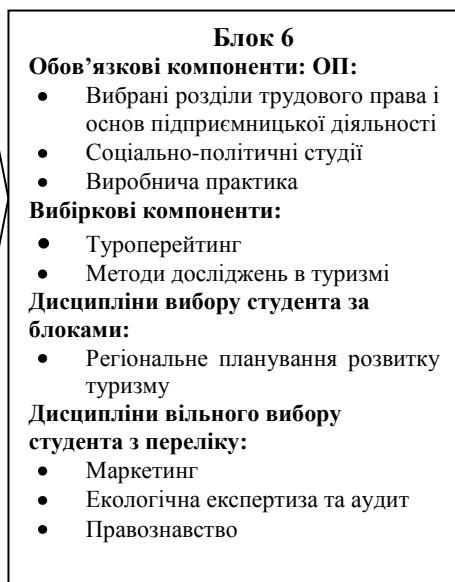 Блок 6
Обов’язкові компоненти: ОП:
• Вибрані розділи трудового права і
основ підприємницької діяльності
• Соціально-політичні студії
• Виробнича практика
Вибіркові компоненти:
• Туроперейтинг
• Методи досліджень в туризмі
Дисципліни вибору студента за
блоками:
• Регіональне планування розвитку
туризму
Дисципліни вільного вибору
студента з переліку:
• Маркетинг
• Екологічна експертиза та аудит
• Правознавство